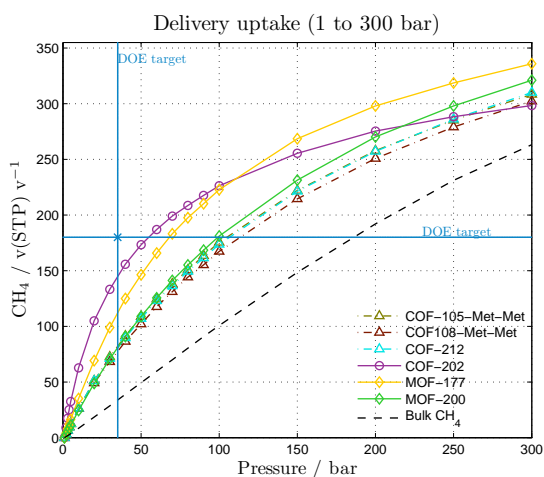 Delivery uptake (1 to 300 bar)
350
300
250
200
150
100
50
0
CH4 / v(STP) v−1
DOE target
DOE target
COF−105−Met−Met
COF108−Met−Met
COF−212
COF−202
MOF−177
MOF−200
Bulk CH4
0 50 100 150 200 250 300
Pressure / bar